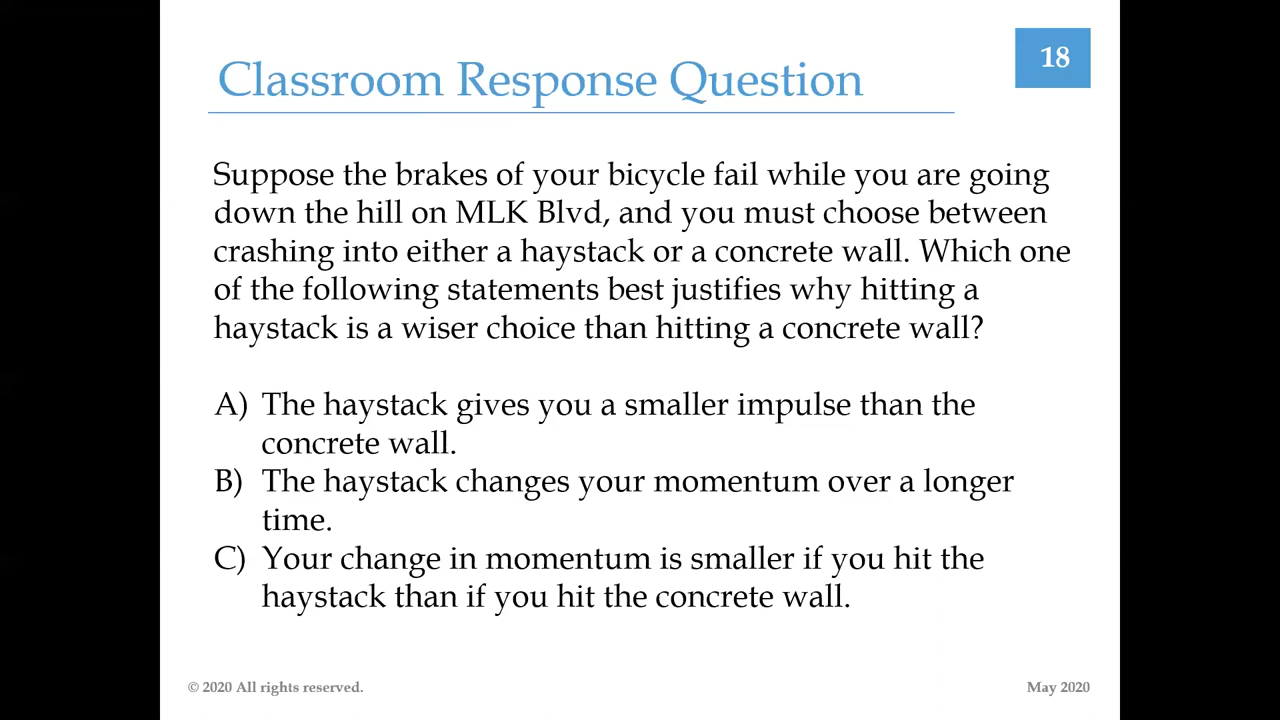 Classroom Response Question
18
Suppose the brakes of your bicycle fail while you are going
down the hill on MLK Blvd, and you must choose between
crashing into either a haystack or a concrete wall. Which one
of the following statements best justifies why hitting a
haystack is a wiser choice than hitting a concrete wall?
A) The haystack gives you a smaller impulse than the
concrete wall.
B) The haystack changes your momentum over a longer
time.
C) Your change in momentum is smaller if you hit the
haystack than if you hit the concrete wall.
© 2020 All rights reserved.
May 2020